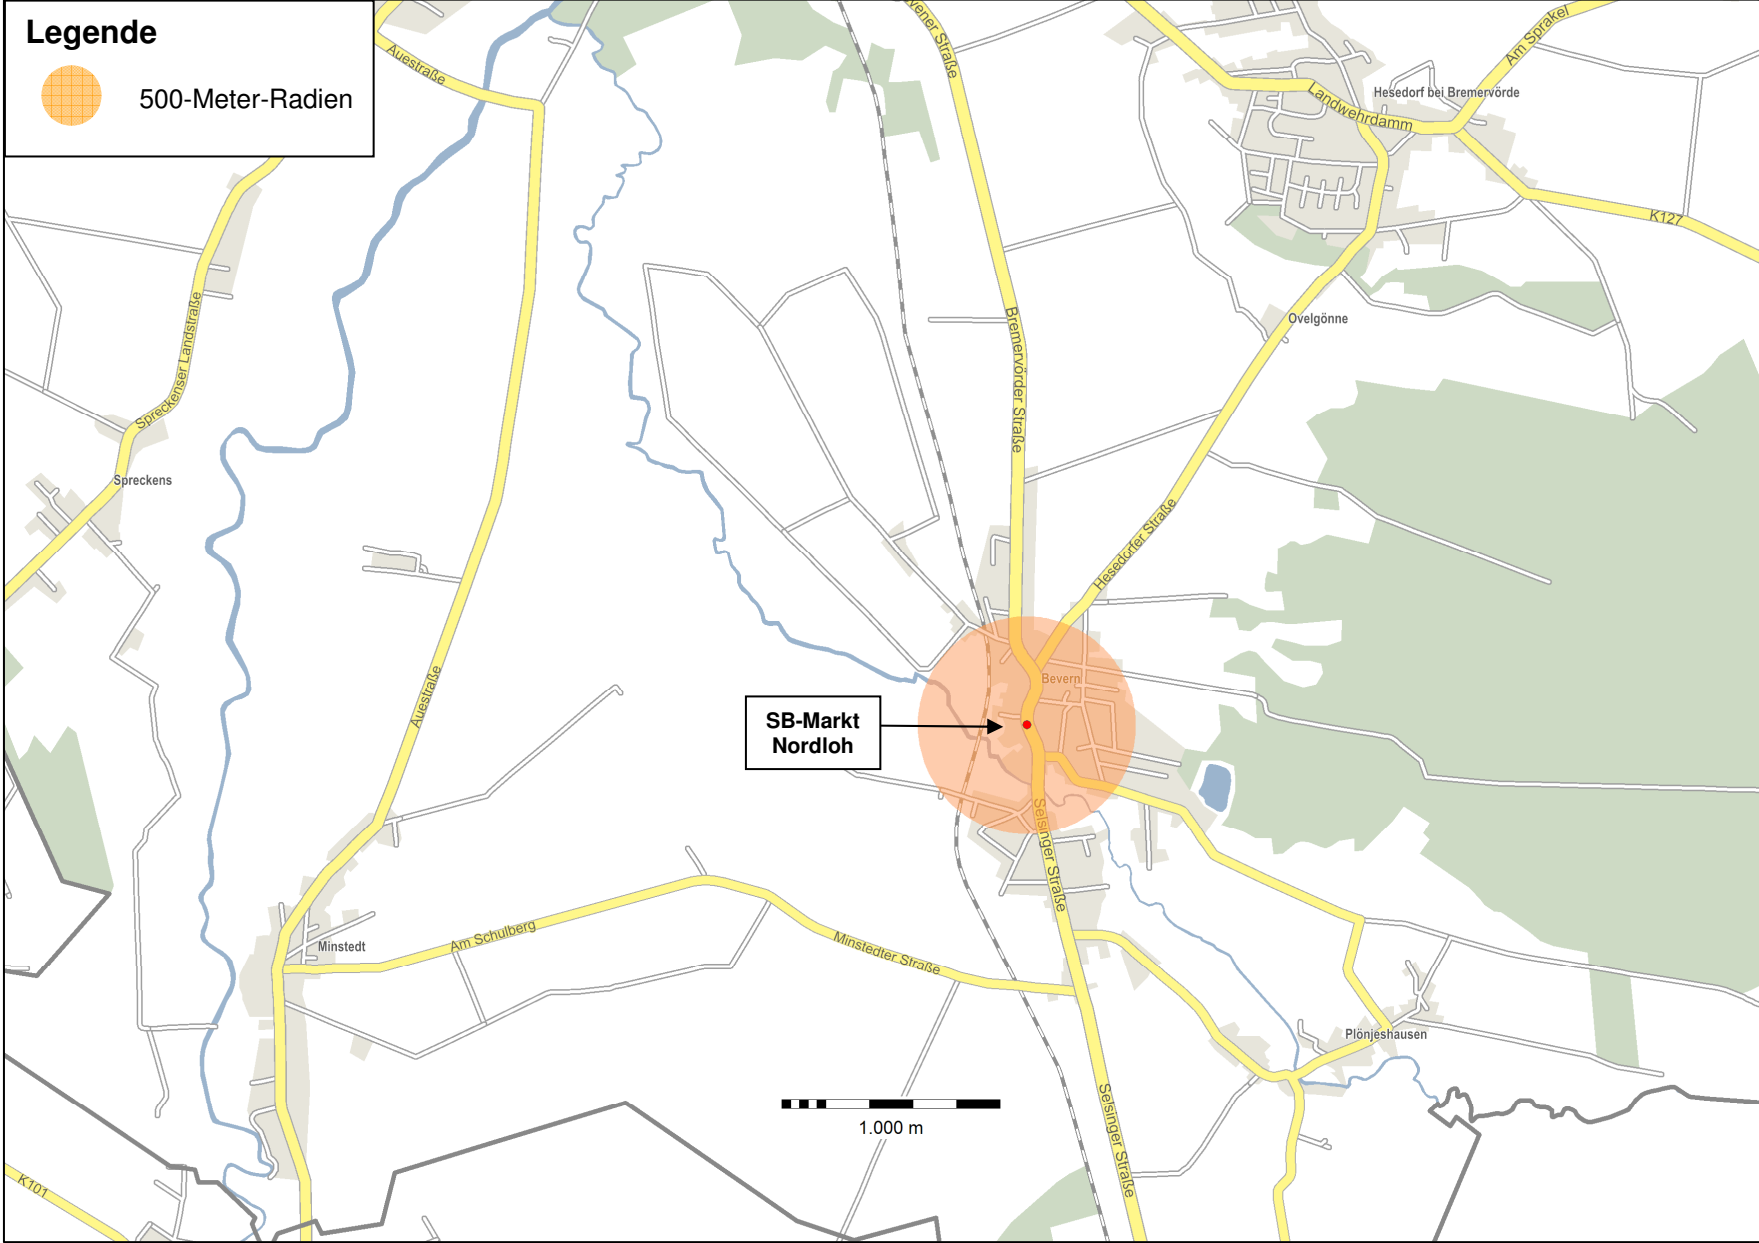 Legende
500-Meter-Radien
Auestraße
vener Straße
Am Sprakel
Hesedorf bei Bremervörde
Landwehrdamm
K127
Spreckenser Landstraße
Ovelgönne
Bremervörder Straße
Spreckens
Hesedorfer Straße
Auestraße
Bevern
SB-Markt
Nordloh
Selsinger Straße
Minstedt
Am Schulberg
Minstedter Straße
Plönjeshausen
1.000 m
Selsinger Straße
K101